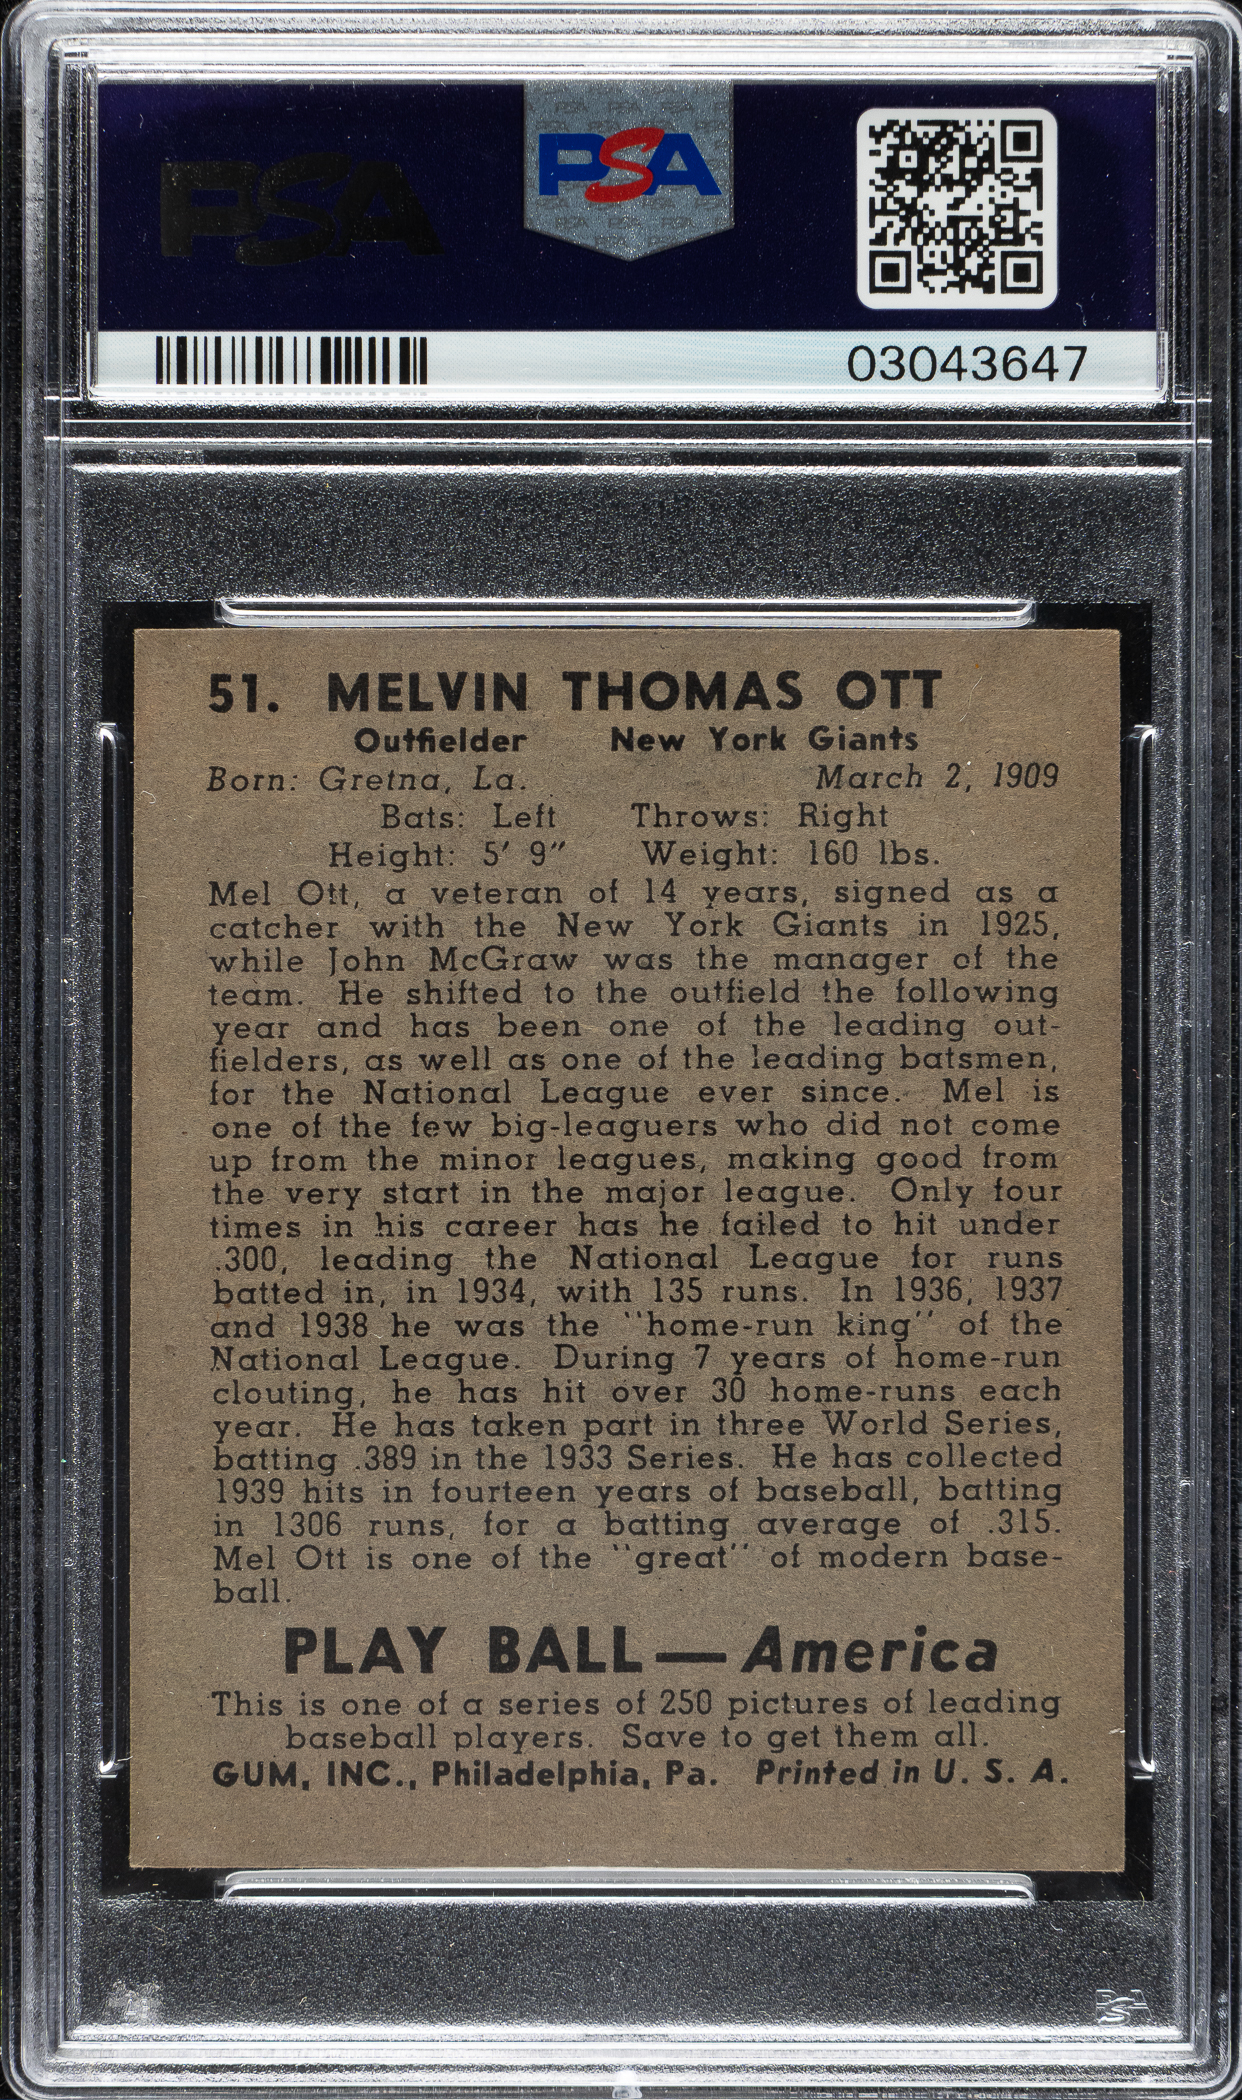 PSA
PSA
03043647
51. MELVIN THOMAS OTT
Outfielder New York Giants
Born: Gretna, La. March 2, 1909
Bats: Left Throws: Right
Height: 5′ 9″ Weight: 160 lbs.
Mel Ott, a veteran of 14 years, signed as a
catcher with the New York Giants in 1925,
while John McGraw was the manager of the
team. He shifted to the outfield the following
year and has been one of the leading out-
fielders, as well as one of the leading batsmen,
for the National League ever since. Mel is
one of the few big-leaguers who did not come
up from the minor leagues, making good from
the very start in the major league. Only four
times in his career has he failed to hit under
.300, leading the National League for runs
batted in, in 1934, with 135 runs. In 1936, 1937
and 1938 he was the "home-run king" of the
National League. During 7 years of home-run
clouting, he has hit over 30 home-runs each
year. He has taken part in three World Series,
batting .389 in the 1933 Series. He has collected
1939 hits in fourteen years of baseball, batting
in 1306 runs, for a batting average of .315.
Mel Ott is one of the "great" of modern base-
ball.
PLAY BALL — America
This is one of a series of 250 pictures of leading
baseball players. Save to get them all.
GUM, INC., Philadelphia, Pa. Printed in U. S. A.
PSA